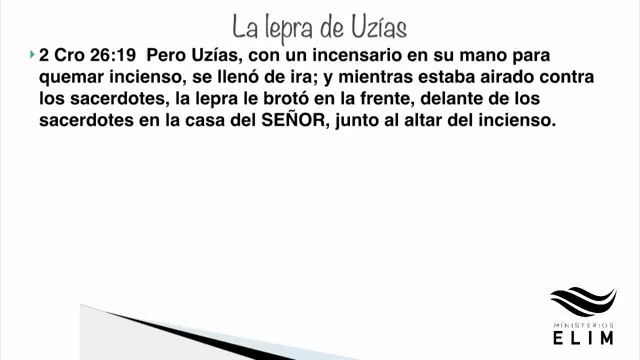 La lepra de Uzías
2 Cro 26:19 Pero Uzías, con un incensario en su mano para
quemar incienso, se llenó de ira; y mientras estaba airado contra
los sacerdotes, la lepra le brotó en la frente, delante de los
sacerdotes en la casa del SEÑOR, junto al altar del incienso.
MINISTERIOS
ELIM